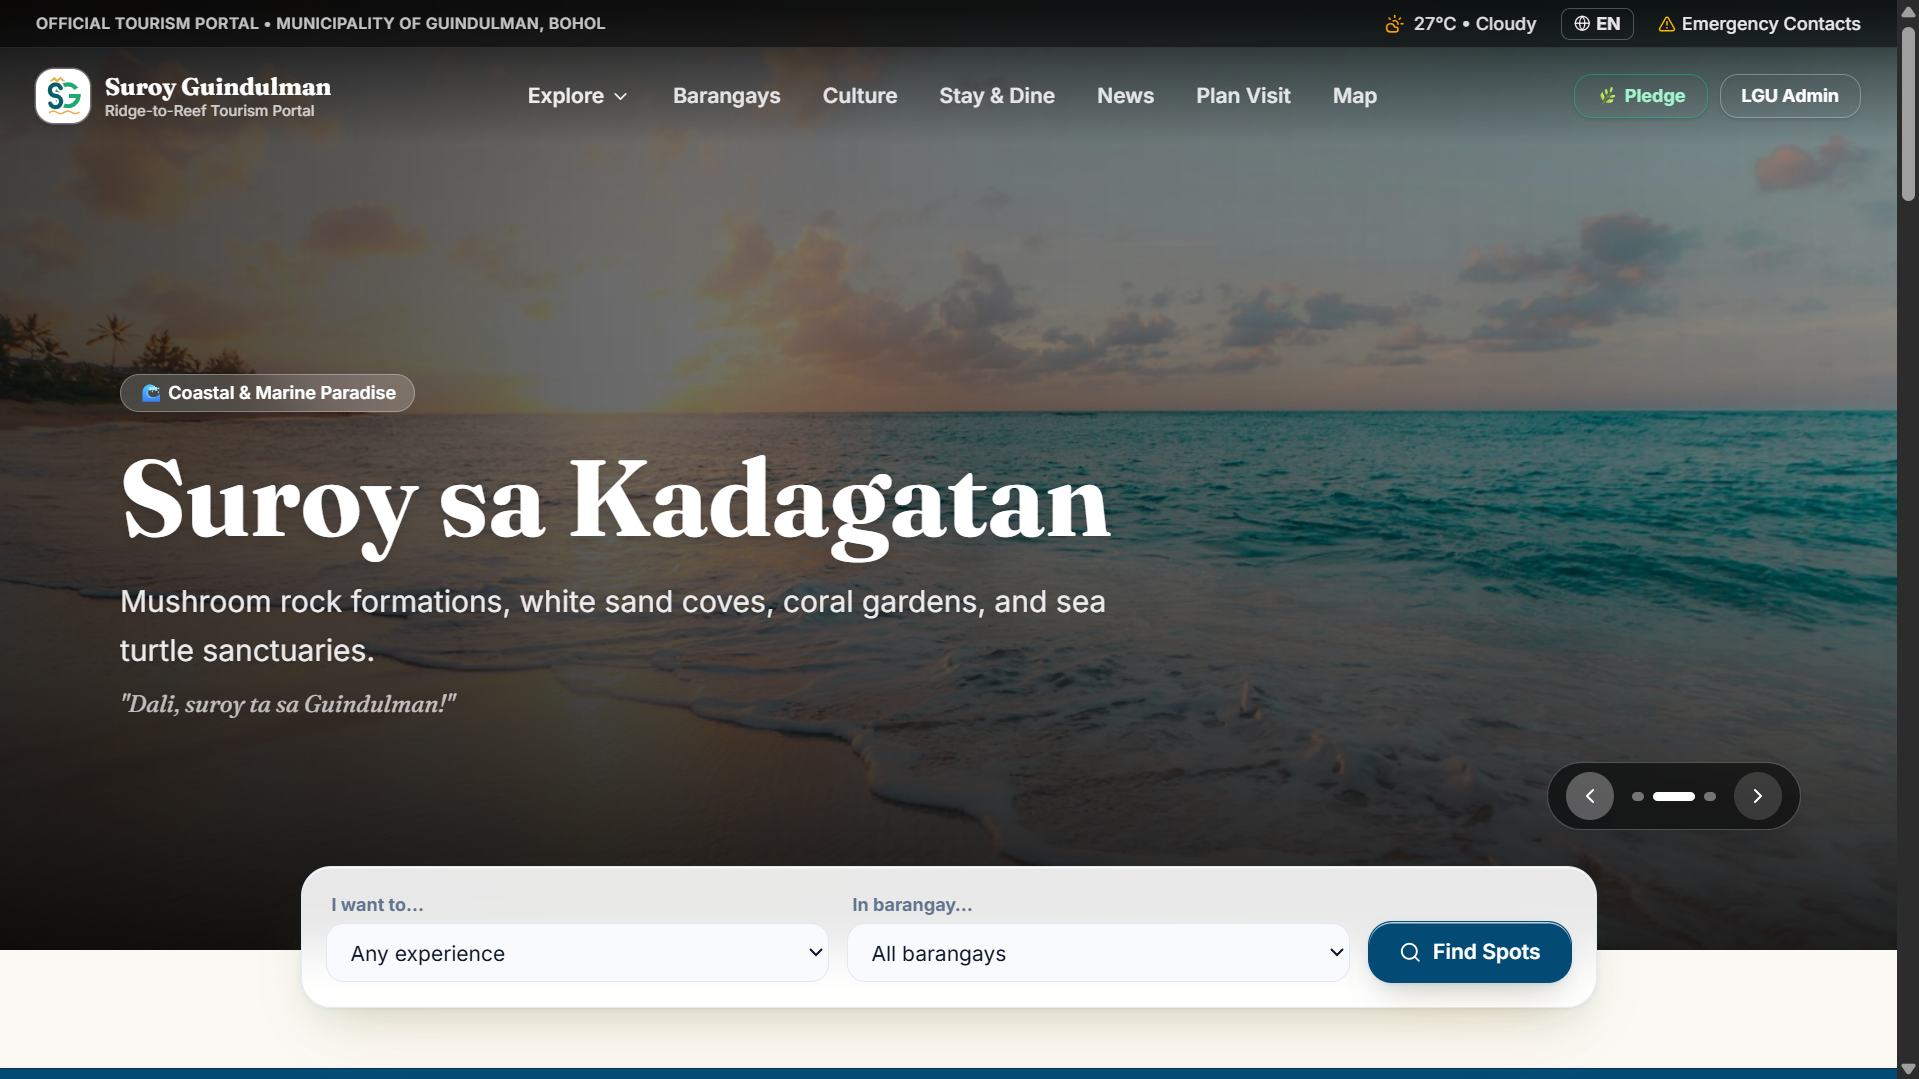 OFFICIAL TOURISM PORTAL • MUNICIPALITY OF GUINDULMAN, BOHOL
27°C • Cloudy
EN
Emergency Contacts
SG
Suroy Guindulman
Ridge-to-Reef Tourism Portal
Explore
Barangays
Culture
Stay & Dine
News
Plan Visit
Map
Pledge
LGU Admin
Coastal & Marine Paradise
Suroy sa Kadagatan
Mushroom rock formations, white sand coves, coral gardens, and sea
turtle sanctuaries.
"Dali, suroy ta sa Guindulman!"
I want to...
In barangay...
Any experience
All barangays
Find Spots